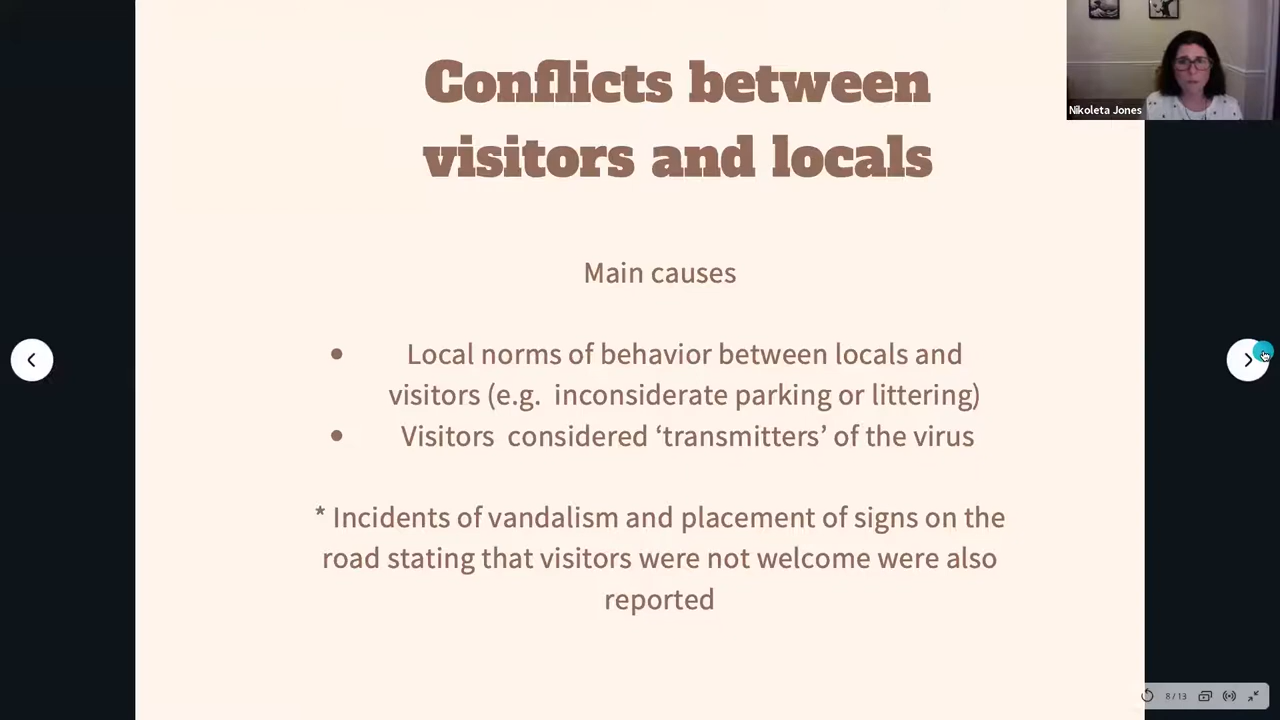 Conflicts between
visitors and locals
Nikoleta Jones
Main causes
• Local norms of behavior between locals and
visitors (e.g.  inconsiderate parking or littering)
• Visitors  considered ‘transmitters’ of the virus
* Incidents of vandalism and placement of signs on the
road stating that visitors were not welcome were also
reported
8 / 13